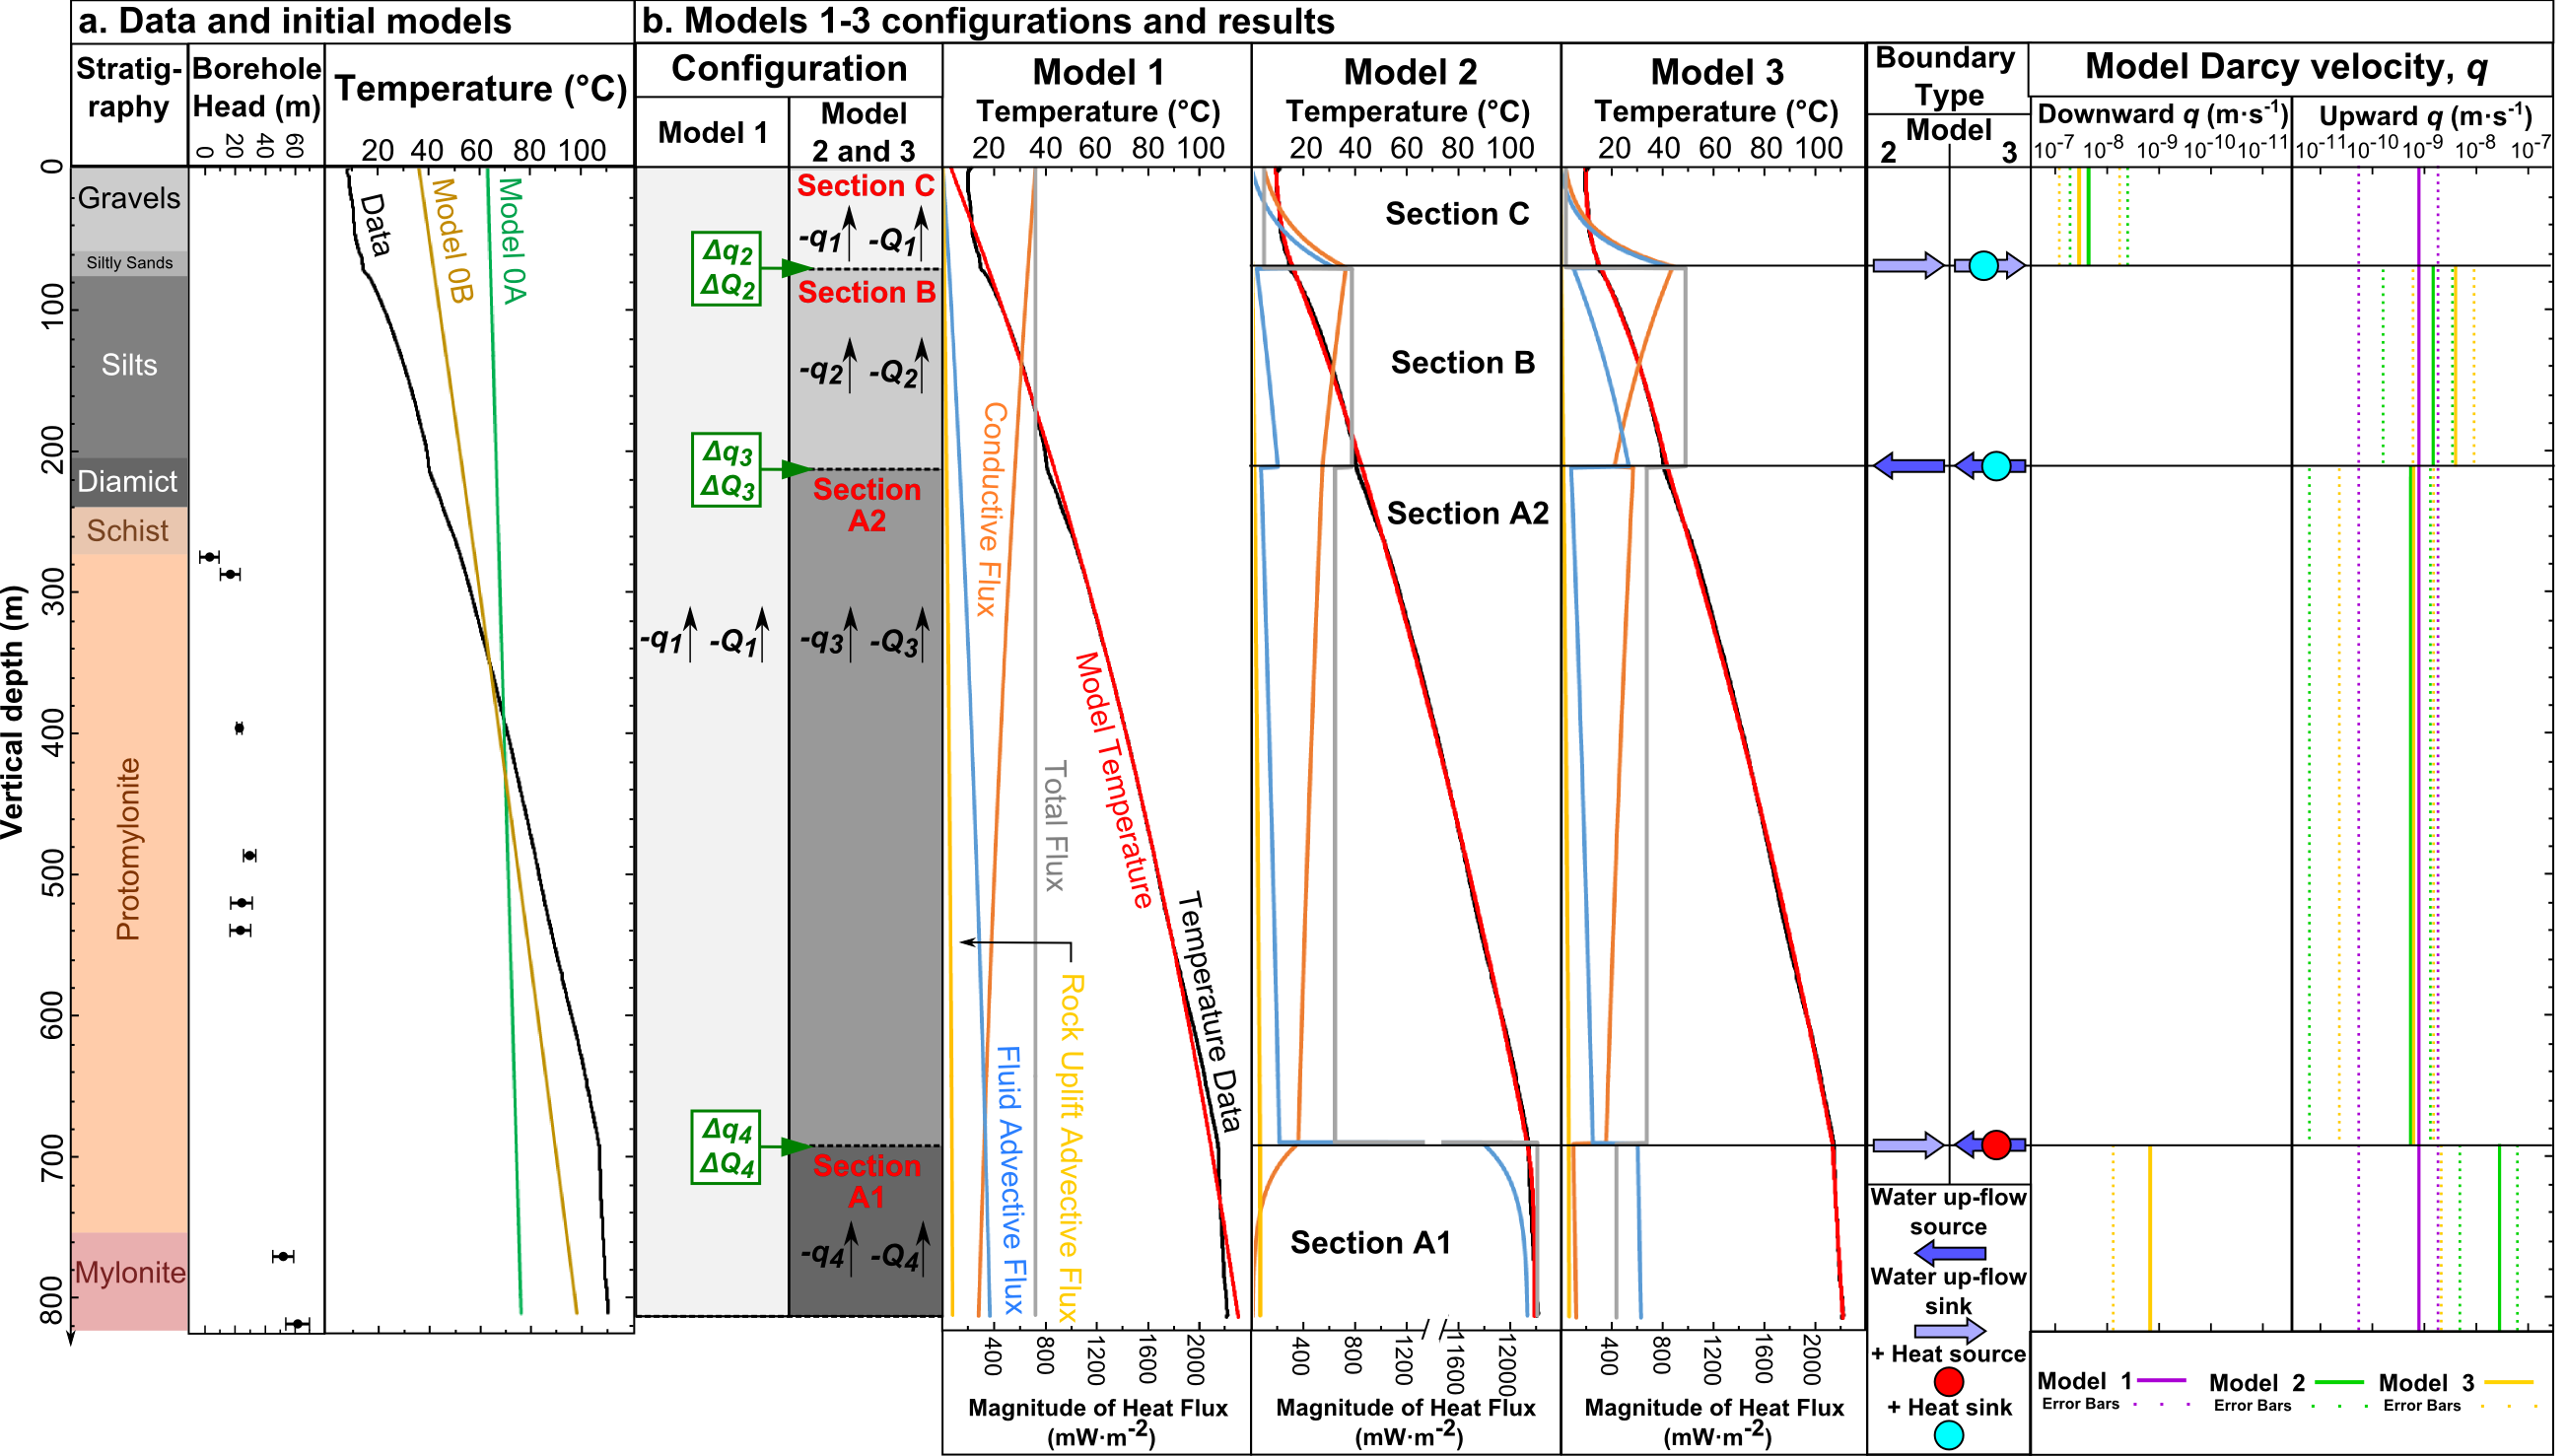 a. Data and initial models
b. Models 1-3 configurations and results
Stratig-
raphy
Borehole
Head (m)
0 20 40 60
Temperature (°C)
20 40 60 80 100
Configuration
Model 1
Model
2 and 3
Model 1
Temperature (°C)
20 40 60 80 100
Model 2
Temperature (°C)
20 40 60 80 100
Model 3
Temperature (°C)
20 40 60 80 100
Boundary
Type
Model
2 3
Model Darcy velocity, q
Downward q (m·s-1)
10-7 10-8 10-9 10-10 10-11
Upward q (m·s-1)
10-11 10-10 10-9 10-8 10-7
Vertical depth (m)
0
100
200
300
400
500
600
700
800
Gravels
Siltly Sands
Silts
Diamict
Schist
Protomylonite
Mylonite
Data
Model 0B
Model 0A
Δq2
ΔQ2
Δq3
ΔQ3
Δq4
ΔQ4
-q1 -Q1
Section C
-q1 -Q1
Section B
-q2 -Q2
Section
A2
-q3 -Q3
Section
A1
-q4 -Q4
Conductive Flux
Total Flux
Model Temperature
Temperature Data
Rock Uplift Advective Flux
Fluid Advective Flux
Section C
Section B
Section A2
Section A1
400 800 1200 2000
Magnitude of Heat Flux
(mW·m-2)
400 800 1200 11600 12000
Magnitude of Heat Flux
(mW·m-2)
400 800 1200 1600 2000
Magnitude of Heat Flux
(mW·m-2)
Water up-flow
source
Water up-flow
sink
+ Heat source
+ Heat sink
Model 1
Error Bars
Model 2
Error Bars
Model 3
Error Bars